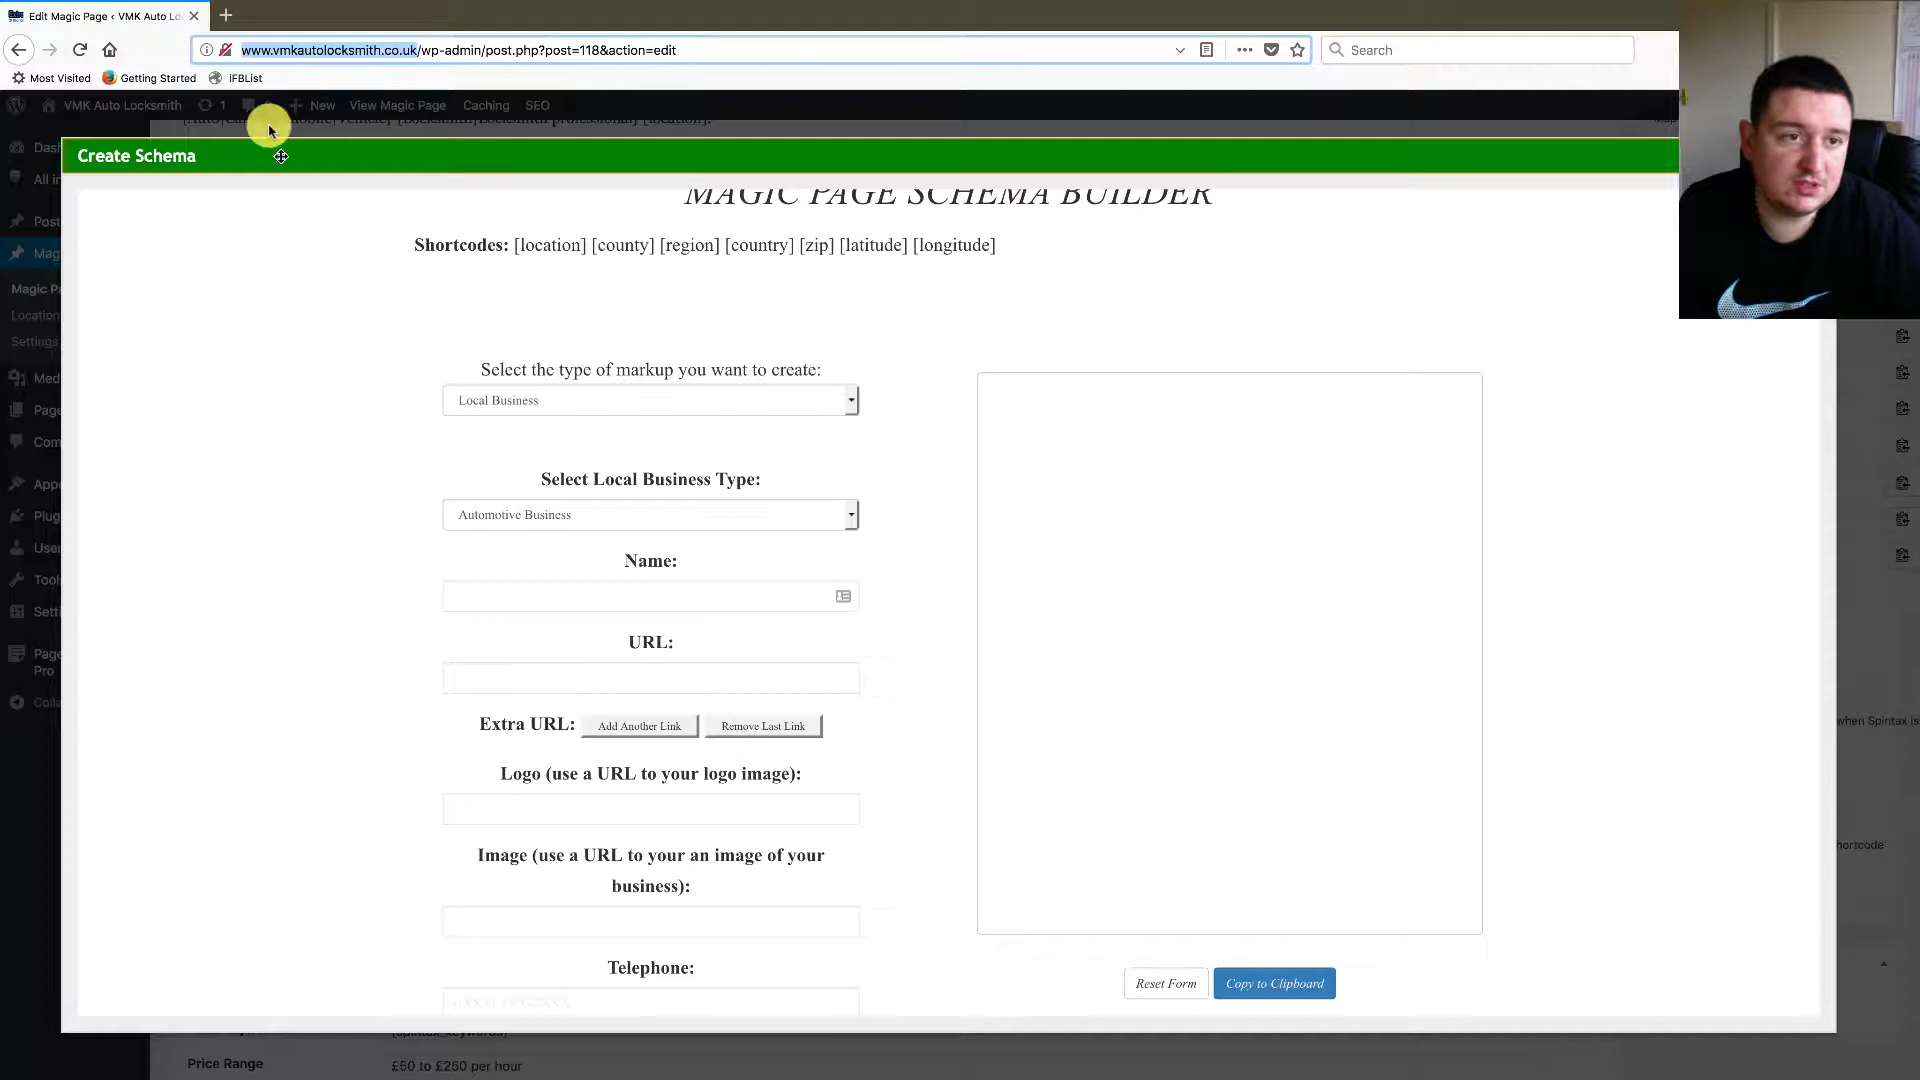 Edit Magic Page ‹ VMK Auto Lo
www.vmkautolocksmith.co.uk/wp-admin/post.php?post=118&action=edit
Search
Most Visited Getting Started iFBList
VMK Auto Locksmith 1 New View Magic Page Caching SEO
Dash
Create Schema
All in
MAGIC PAGE SCHEMA BUILDER
Post
Shortcodes: [location] [county] [region] [country] [zip] [latitude] [longitude]
Mag
Magic Pa
Location
Settings
Select the type of markup you want to create:
Med
Local Business
Page
Com
Select Local Business Type:
Appe
Automotive Business
Plug
User
Name:
Tool
Setti
URL:
Page
Pro
Colla
when Spintax is
Extra URL: Add Another Link Remove Last Link
Logo (use a URL to your logo image):
hortcode
Image (use a URL to your an image of your
business):
Telephone:
Reset Form Copy to Clipboard
Price Range £50 to £250 per hour